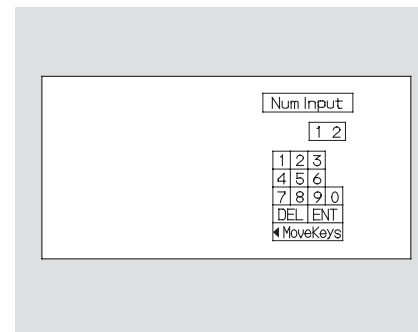 Num Input
1 2
1 2 3
4 5 6
7 8 9 0
DEL ENT
◀MoveKeys